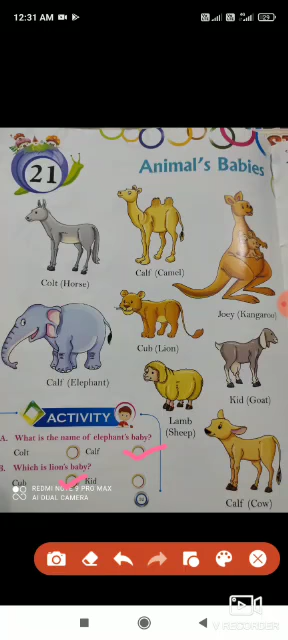 12:31 AM
29
21
Animal's Babies
Colt (Horse)
Calf (Camel)
Joey (Kangaroo)
Calf (Elephant)
Cub (Lion)
Kid (Goat)
Lamb
(Sheep)
Calf (Cow)
ACTIVITY
A. What is the name of elephant's baby?
Colt
Calf
B. Which is lion's baby?
Cub
Kid
REDMI NOTE 9 PRO MAX
AI QUAD CAMERA
V RECORDER